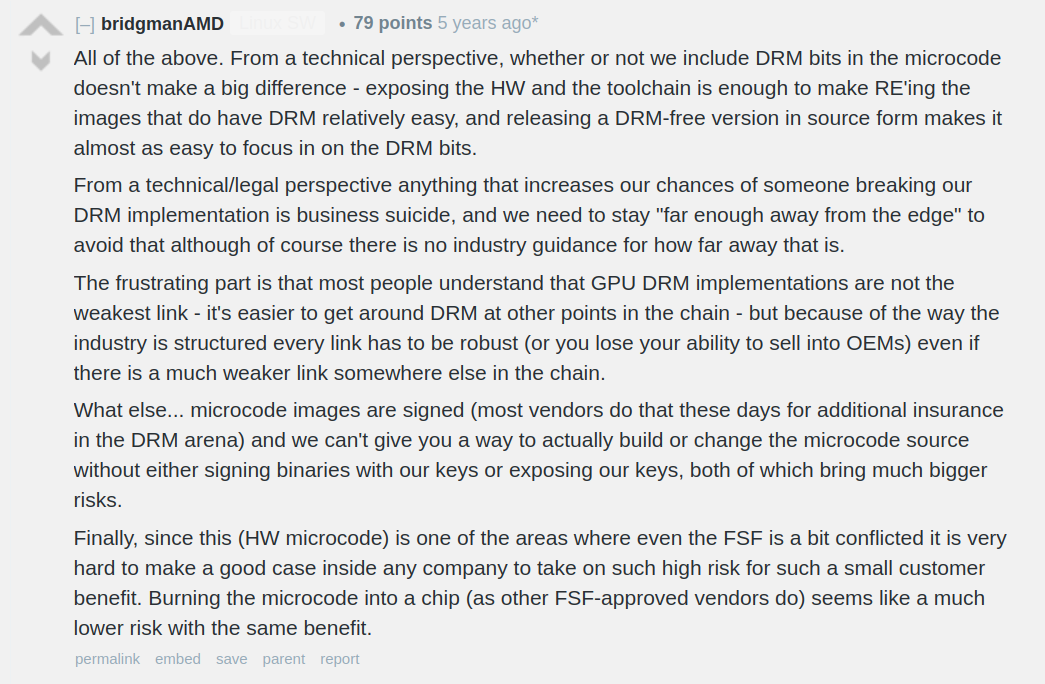 [–] bridgmanAMD Linux SW • 79 points 5 years ago*
All of the above. From a technical perspective, whether or not we include DRM bits in the microcode
doesn't make a big difference - exposing the HW and the toolchain is enough to make RE'ing the
images that do have DRM relatively easy, and releasing a DRM-free version in source form makes it
almost as easy to focus in on the DRM bits.
From a technical/legal perspective anything that increases our chances of someone breaking our
DRM implementation is business suicide, and we need to stay "far enough away from the edge" to
avoid that although of course there is no industry guidance for how far away that is.
The frustrating part is that most people understand that GPU DRM implementations are not the
weakest link - it's easier to get around DRM at other points in the chain - but because of the way the
industry is structured every link has to be robust (or you lose your ability to sell into OEMs) even if
there is a much weaker link somewhere else in the chain.
What else... microcode images are signed (most vendors do that these days for additional insurance
in the DRM arena) and we can't give you a way to actually build or change the microcode source
without either signing binaries with our keys or exposing our keys, both of which bring much bigger
risks.
Finally, since this (HW microcode) is one of the areas where even the FSF is a bit conflicted it is very
hard to make a good case inside any company to take on such high risk for such a small customer
benefit. Burning the microcode into a chip (as other FSF-approved vendors do) seems like a much
lower risk with the same benefit.
permalink embed save parent report